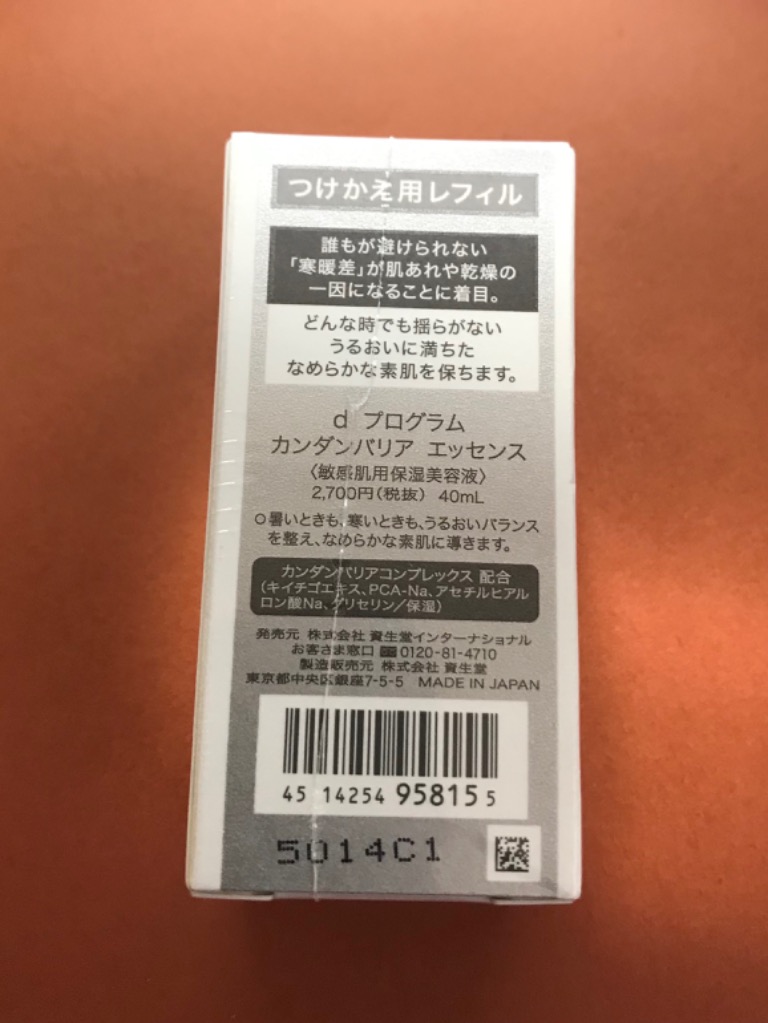 つけかえ用レフィル
誰もが避けられない
「寒暖差」が肌あれや乾燥の
一因になることに着目。
どんな時でも揺らがない
うるおいに満ちた
なめらかな素肌を保ちます。
d プログラム
カンダンバリア エッセンス
〈敏感肌用保湿美容液〉
2,700円(税抜) 40mL
○暑いときも、寒いときも、うるおいバランス
を整え、なめらかな素肌に導きます。
カンダンバリアコンプレックス 配合
(キイチゴエキス、PCA-Na、アセチルヒアル
ロン酸Na、グリセリン/保湿)
発売元 株式会社 資生堂インターナショナル
お客さま窓口 0120-81-4710
製造販売元 株式会社 資生堂
東京都中央区銀座7-5-5 MADE IN JAPAN
45 14254 95815 5
5014C1